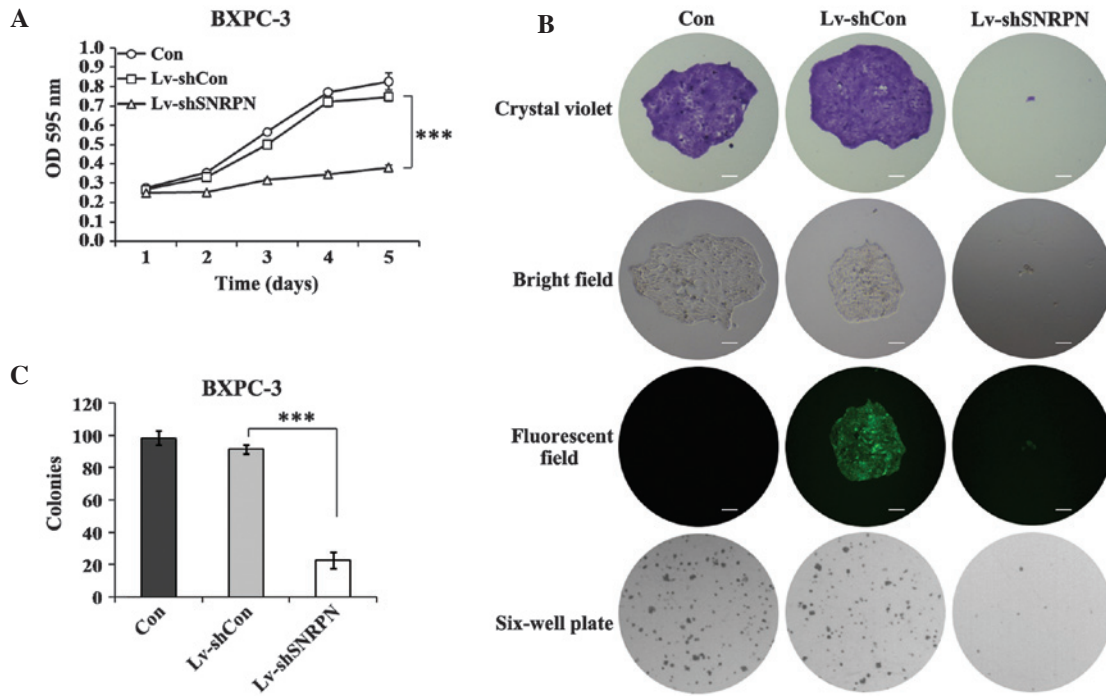 A
BXPC-3
Con
Lv-shCon
Lv-shSNRPN
OD 595 nm
1.0
0.9
0.8
0.7
0.6
0.5
0.4
0.3
0.2
0.1
0.0
***
1 2 3 4 5
Time (days)
B
Con Lv-shCon Lv-shSNRPN
Crystal violet
Bright field
Fluorescent
field
Six-well plate
C
BXPC-3
Colonies
120
100
80
60
40
20
0
***
Con
Lv-shCon
Lv-shSNRPN